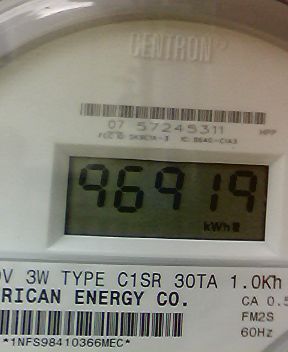 CENTRON
07 57245311
HPP
96919
kWh
V 3W TYPE C1SR 30TA 1.0Kh
RICAN ENERGY CO.
CA 0.5
FM2S
60Hz
*1NFS98410366MEC*